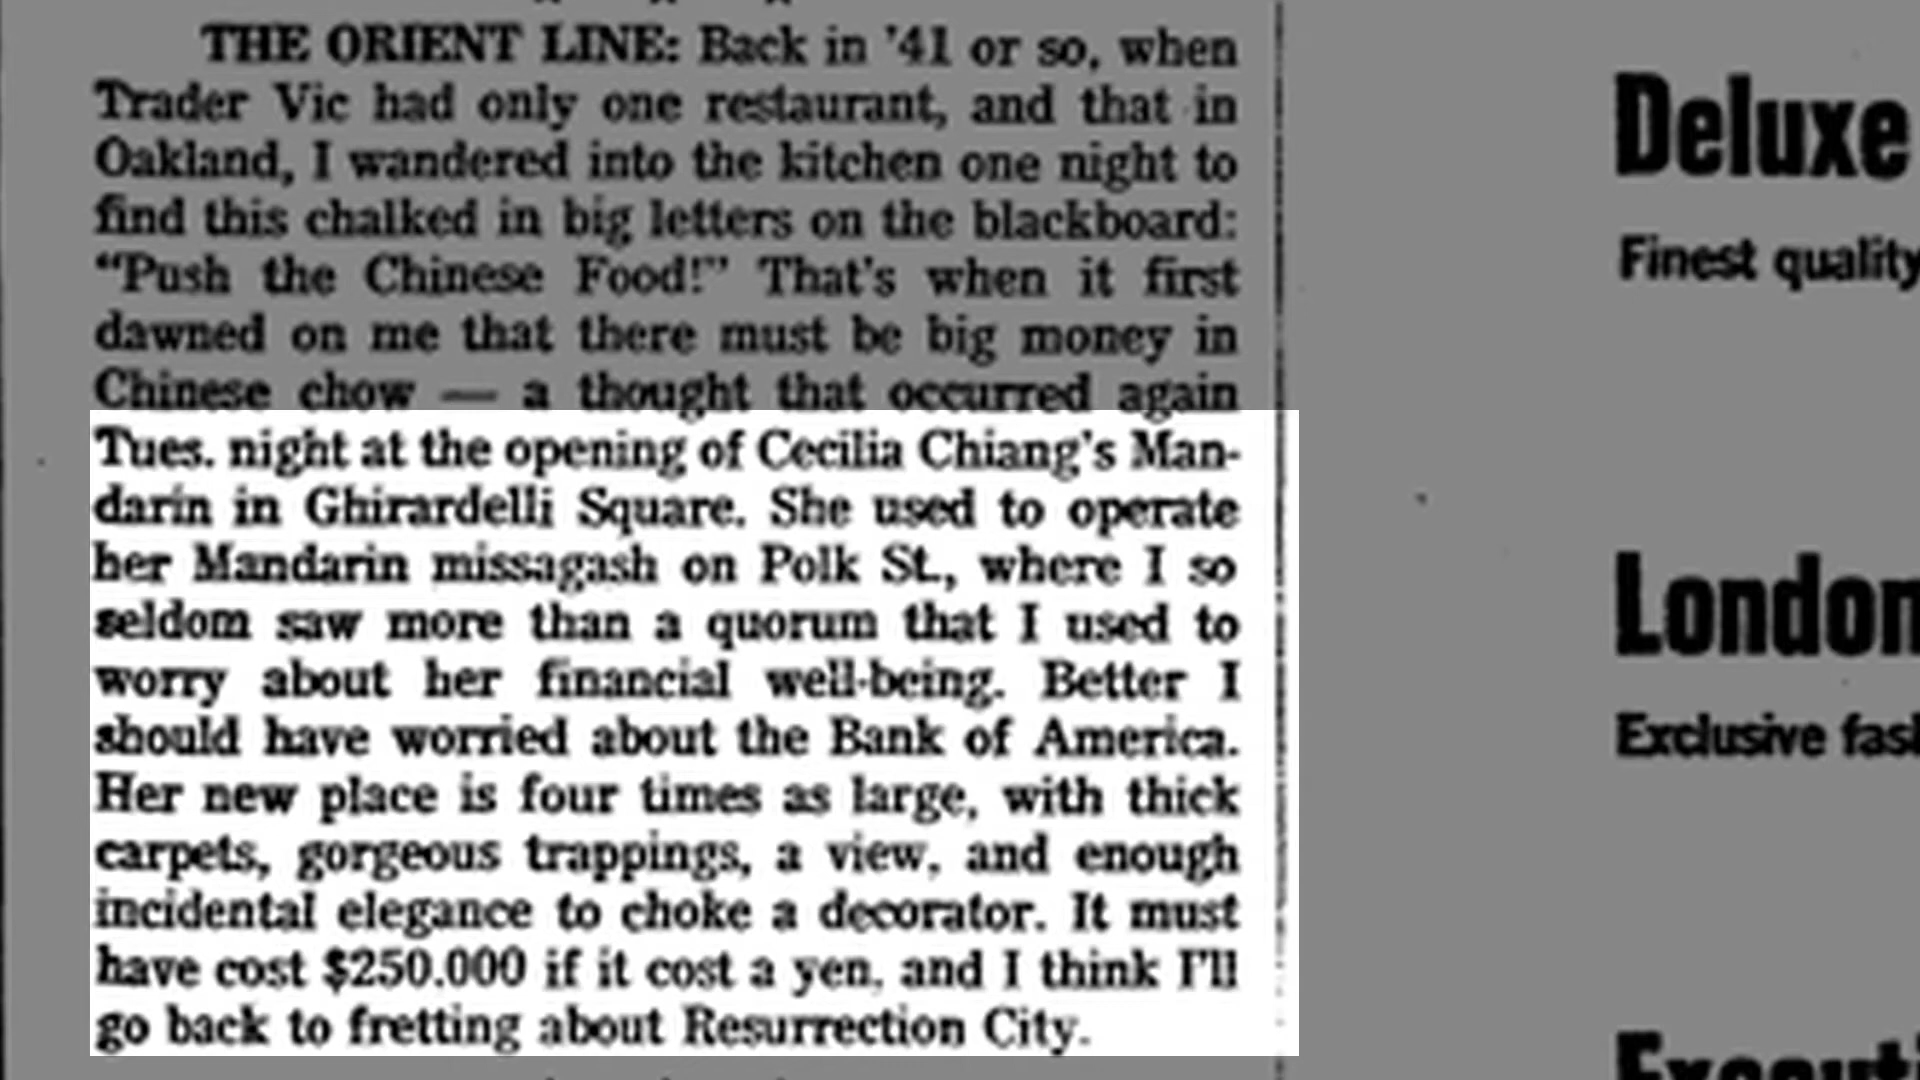 THE ORIENT LINE: Back in '41 or so, when
Trader Vic had only one restaurant, and that in
Oakland, I wandered into the kitchen one night to
find this chalked in big letters on the blackboard:
"Push the Chinese Food!" That's when it first
dawned on me that there must be big money in
Chinese chow — a thought that occurred again
Tues. night at the opening of Cecilia Chiang's Man-
darin in Ghirardelli Square. She used to operate
her Mandarin missagash on Polk St., where I so
seldom saw more than a quorum that I used to
worry about her financial well-being. Better I
should have worried about the Bank of America.
Her new place is four times as large, with thick
carpets, gorgeous trappings, a view, and enough
incidental elegance to choke a decorator. It must
have cost $250.000 if it cost a yen, and I think I'll
go back to fretting about Resurrection City.
Deluxe
Finest quality
London
Exclusive